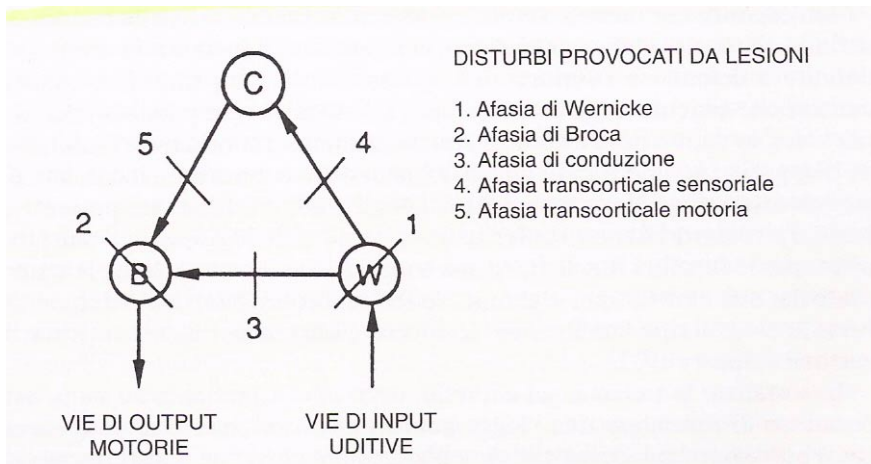 C
DISTURBI PROVOCATI DA LESIONI
1. Afasia di Wernicke
2. Afasia di Broca
3. Afasia di conduzione
4. Afasia transcorticale sensoriale
5. Afasia transcorticale motoria
5
4
2
1
B
W
3
VIE DI OUTPUT
MOTORIE
VIE DI INPUT
UDITIVE